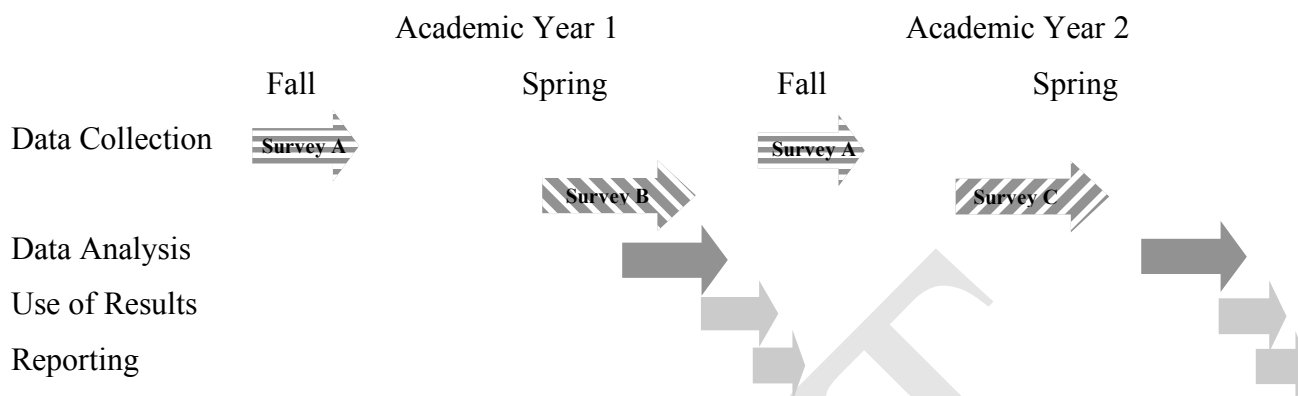 Academic Year 1 Academic Year 2
Fall Spring Fall Spring
Data Collection Survey A Survey A
Survey B Survey C
Data Analysis
Use of Results
Reporting